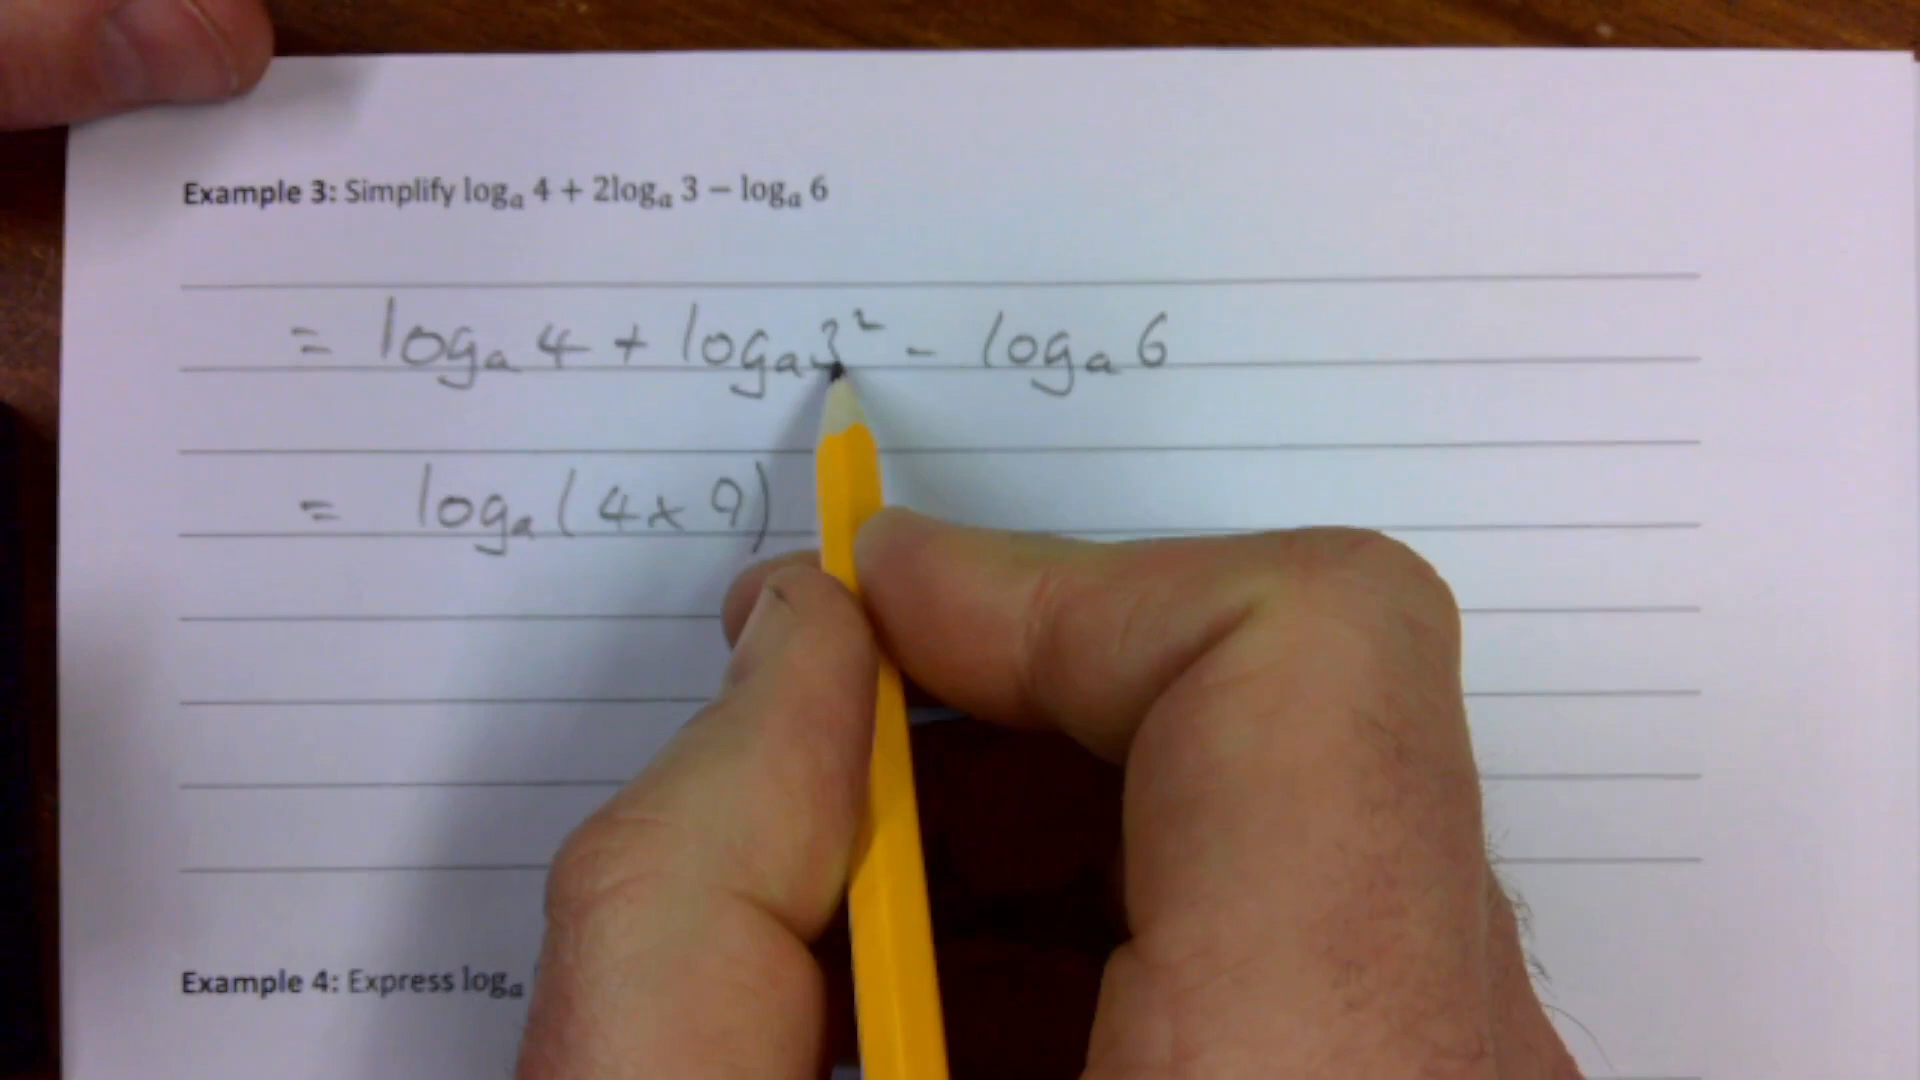 Example 3: Simplify logₐ 4 + 2logₐ 3 − logₐ 6
= logₐ 4 + logₐ 3² - logₐ 6
= logₐ (4 × 9)
Example 4: Express logₐ